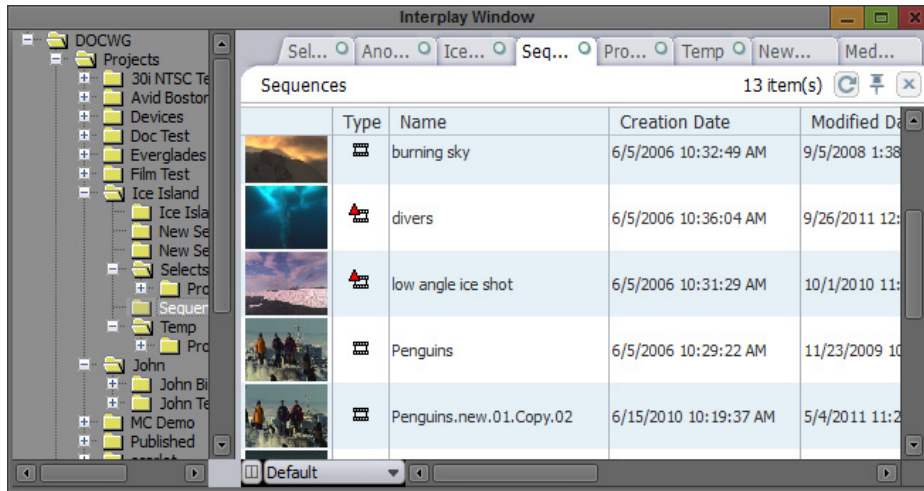 Interplay Window
DOCWG
Projects
30i NTSC Te
Avid Boston
Devices
Doc Test
Everglades
Film Test
Ice Island
Ice Isla
New Se
New Se
Selects
Pro
Sequer
Temp
Pro
John
John Bi
John Te
MC Demo
Published
Sel... Ano... Ice... Seq... Pro... Temp New... Med...
Sequences 13 item(s)
Type Name Creation Date Modified Da
burning sky 6/5/2006 10:32:49 AM 9/5/2008 1:38
divers 6/5/2006 10:36:04 AM 9/26/2011 12:
low angle ice shot 6/5/2006 10:31:29 AM 10/1/2010 11:
Penguins 6/5/2006 10:29:22 AM 11/23/2009 10
Penguins.new.01.Copy.02 6/15/2010 10:19:37 AM 5/4/2011 11:2
Default